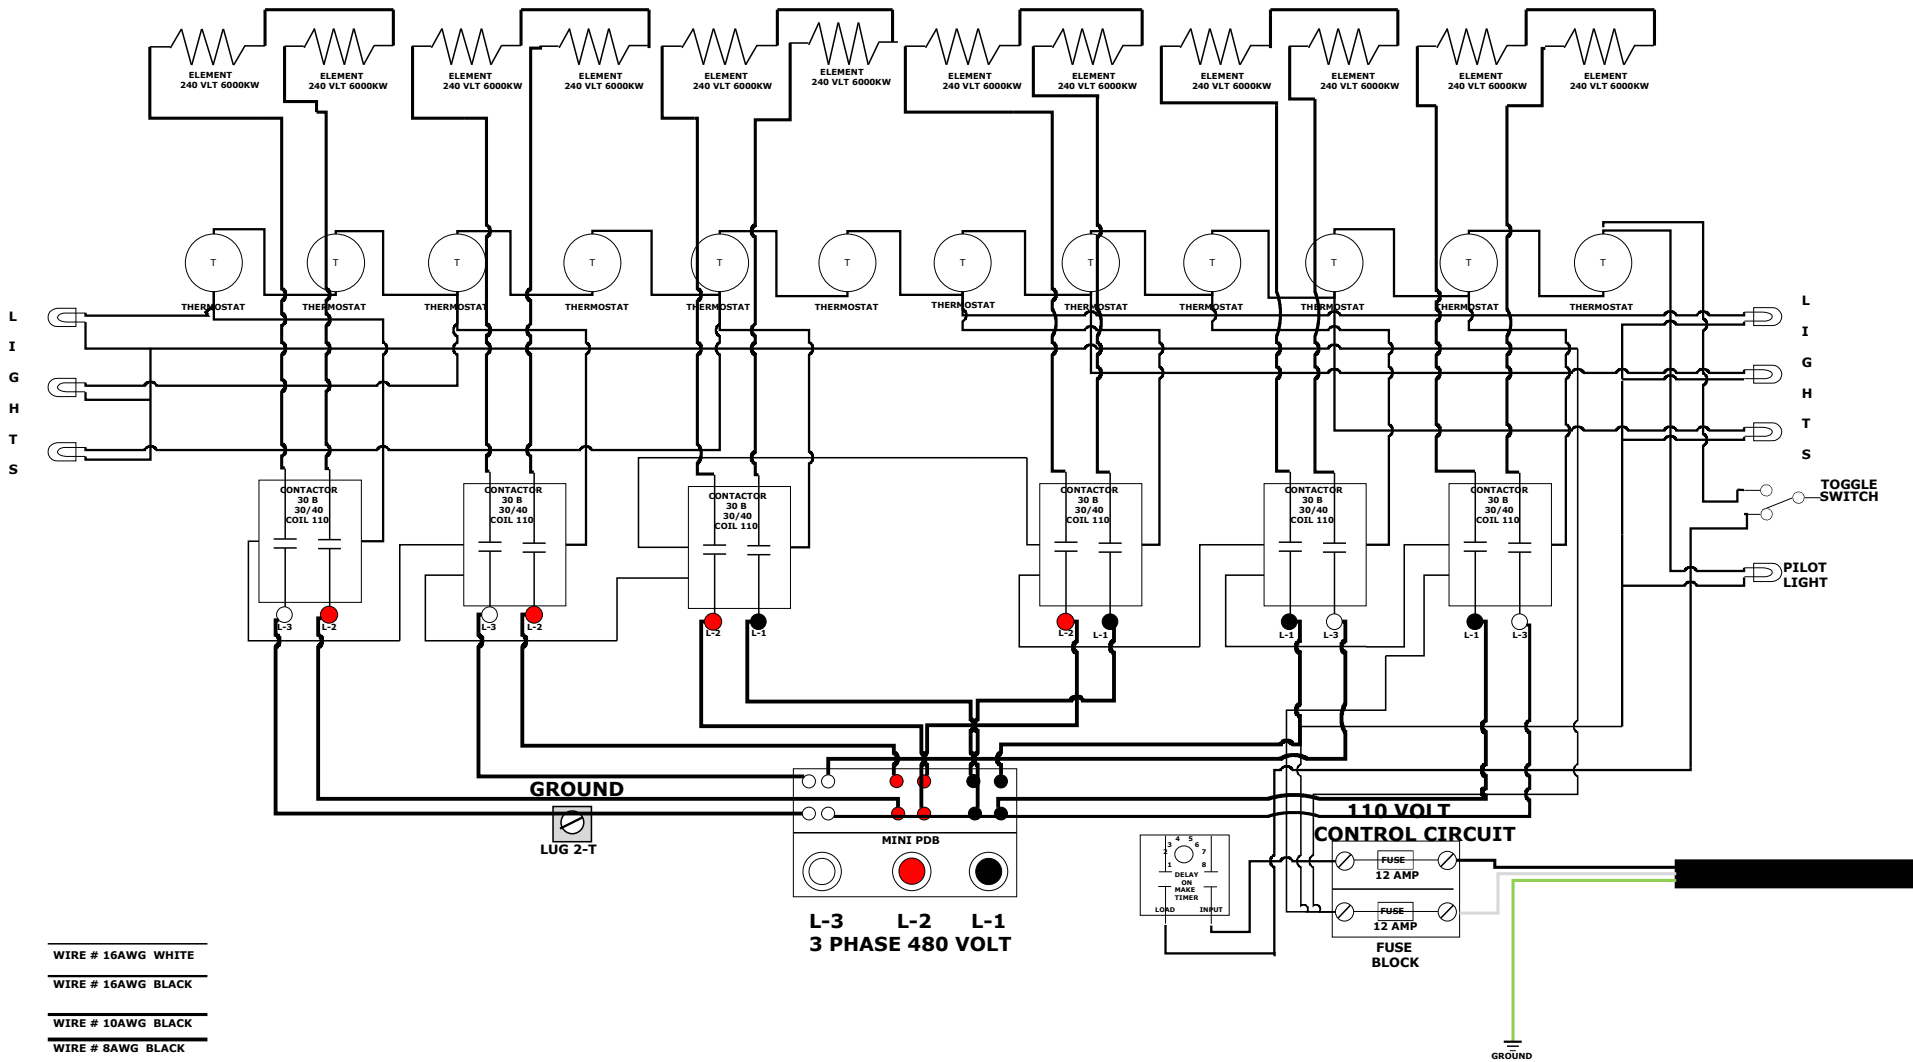 ELEMENT
240 VLT 6000KW
ELEMENT
240 VLT 6000KW
ELEMENT
240 VLT 6000KW
ELEMENT
240 VLT 6000KW
ELEMENT
240 VLT 6000KW
ELEMENT
240 VLT 6000KW
ELEMENT
240 VLT 6000KW
ELEMENT
240 VLT 6000KW
ELEMENT
240 VLT 6000KW
ELEMENT
240 VLT 6000KW
ELEMENT
240 VLT 6000KW
ELEMENT
240 VLT 6000KW
T
T
T
T
T
T
T
T
T
T
T
T
THERMOSTAT
THERMOSTAT
THERMOSTAT
THERMOSTAT
THERMOSTAT
THERMOSTAT
THERMOSTAT
THERMOSTAT
THERMOSTAT
THERMOSTAT
THERMOSTAT
THERMOSTAT
L
I
G
H
T
S
L
I
G
H
T
S
TOGGLE
SWITCH
PILOT
LIGHT
CONTACTOR
30 B
30/40
COIL 110
CONTACTOR
30 B
30/40
COIL 110
CONTACTOR
30 B
30/40
COIL 110
CONTACTOR
30 B
30/40
COIL 110
CONTACTOR
30 B
30/40
COIL 110
CONTACTOR
30 B
30/40
COIL 110
L-3
L-2
L-3
L-2
L-2
L-1
L-2
L-1
L-1
L-3
L-1
L-3
GROUND
LUG 2-T
MINI PDB
L-3
L-2
L-1
3 PHASE 480 VOLT
4
5
3
6
2
7
1
8
DELAY
ON
MAKE
TIMER
LOAD
INPUT
110 VOLT
CONTROL CIRCUIT
FUSE
12 AMP
FUSE
12 AMP
FUSE
BLOCK
GROUND
WIRE # 16AWG WHITE
WIRE # 16AWG BLACK
WIRE # 10AWG BLACK
WIRE # 8AWG BLACK